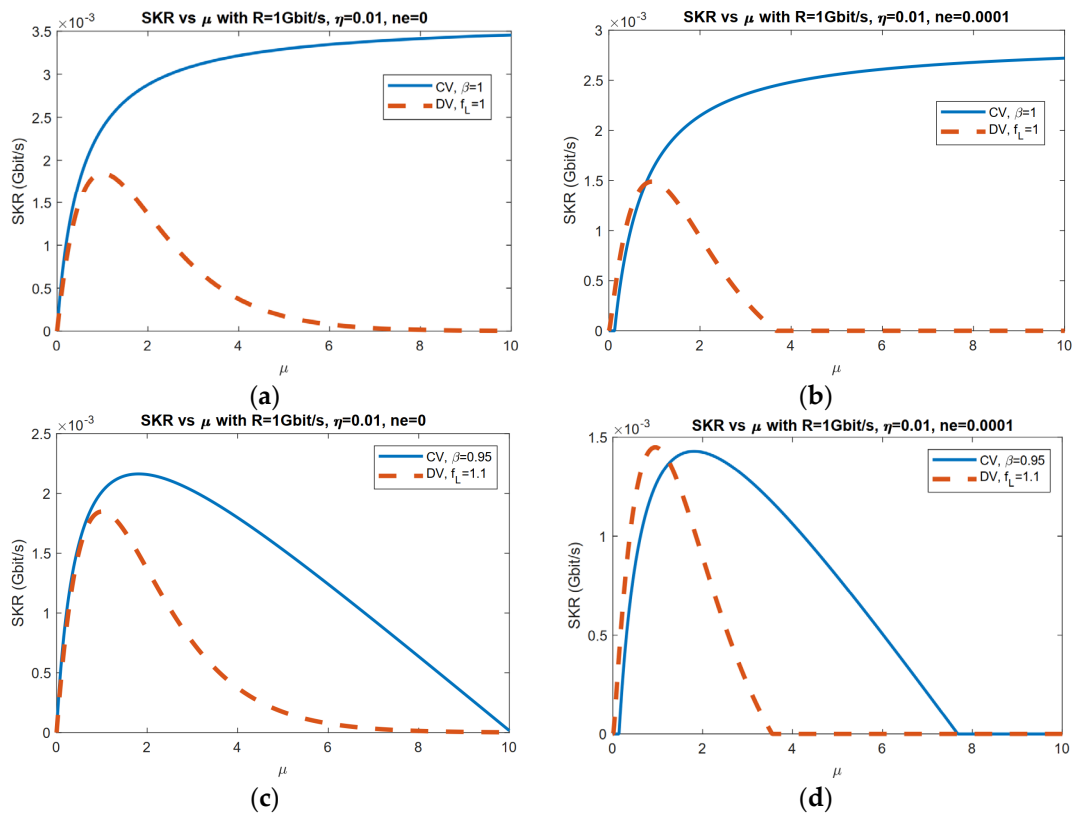 SKR vs μ with R=1Gbit/s, η=0.01, ne=0
×10⁻³
3.5
3
2.5
2
1.5
1
0.5
0
SKR (Gbit/s)
CV, β=1
DV, f_L=1
0 2 4 6 8 10
μ
(a)
SKR vs μ with R=1Gbit/s, η=0.01, ne=0.0001
×10⁻³
3
2.5
2
1.5
1
0.5
0
SKR (Gbit/s)
CV, β=1
DV, f_L=1
0 2 4 6 8 10
μ
(b)
SKR vs μ with R=1Gbit/s, η=0.01, ne=0
×10⁻³
2.5
2
1.5
1
0.5
0
SKR (Gbit/s)
CV, β=0.95
DV, f_L=1.1
0 2 4 6 8 10
μ
(c)
SKR vs μ with R=1Gbit/s, η=0.01, ne=0.0001
×10⁻³
1.5
1
0.5
0
SKR (Gbit/s)
CV, β=0.95
DV, f_L=1.1
0 2 4 6 8 10
μ
(d)